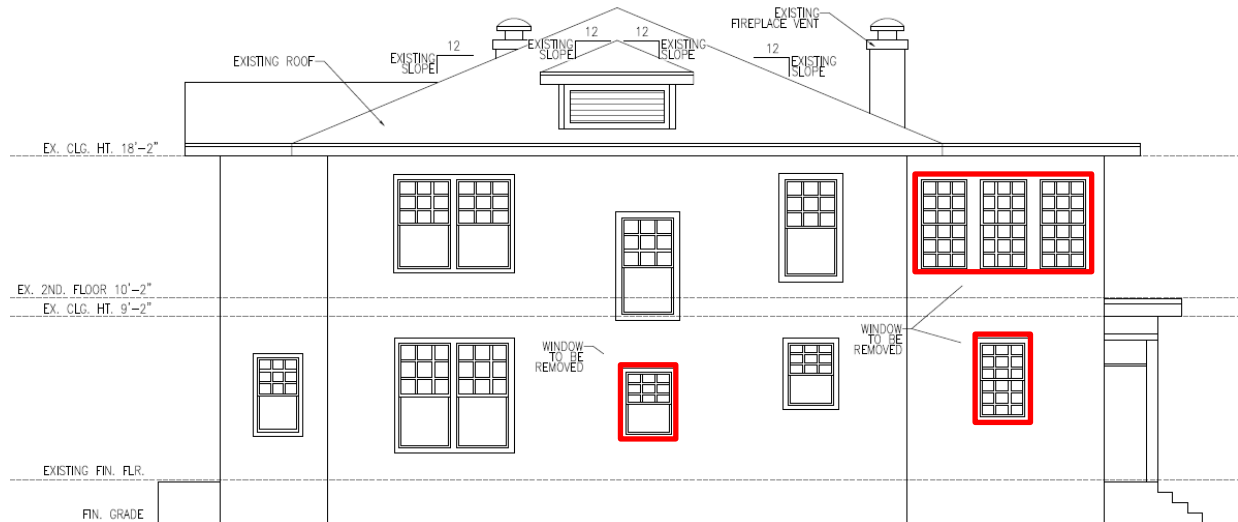 EXISTING
FIREPLACE VENT
12
EXISTING
SLOPE
EXISTING
SLOPE
12
12
EXISTING
SLOPE
12
EXISTING
SLOPE
EXISTING ROOF
EX. CLG. HT. 18'-2"
EX. 2ND. FLOOR 10'-2"
EX. CLG. HT. 9'-2"
WINDOW
TO BE
REMOVED
WINDOW
TO BE
REMOVED
EXISTING FIN. FLR.
FIN. GRADE